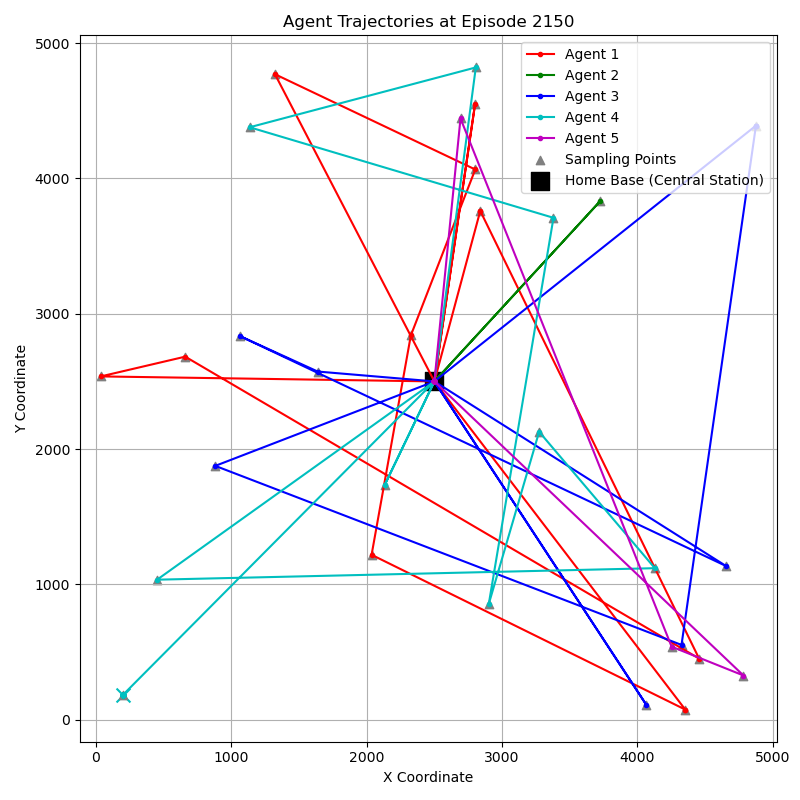 Agent Trajectories at Episode 2150
Agent 1
Agent 2
Agent 3
Agent 4
Agent 5
Sampling Points
Home Base (Central Station)
Y Coordinate
5000
4000
3000
2000
1000
0
0 1000 2000 3000 4000 5000
X Coordinate